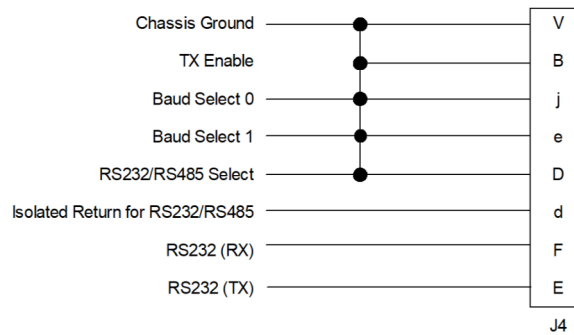 Chassis Ground V
TX Enable B
Baud Select 0 j
Baud Select 1 e
RS232/RS485 Select D
Isolated Return for RS232/RS485 d
RS232 (RX) F
RS232 (TX) E
J4